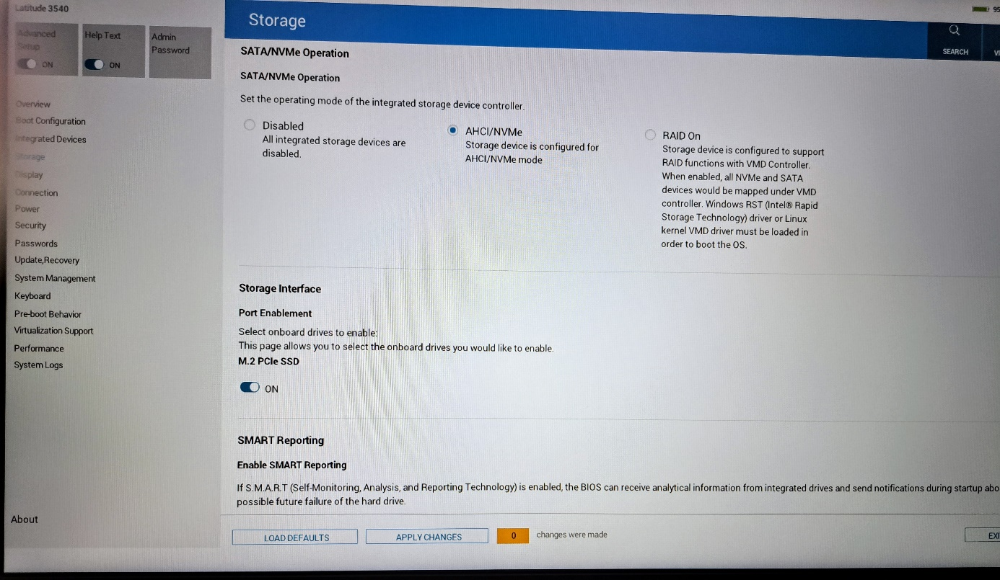 Latitude 3540
Advanced
Setup
ON
Help Text
ON
Admin
Password
Overview
Boot Configuration
Integrated Devices
Storage
Display
Connection
Power
Security
Passwords
Update,Recovery
System Management
Keyboard
Pre-boot Behavior
Virtualization Support
Performance
System Logs
About
Storage
95
SEARCH
SATA/NVMe Operation
SATA/NVMe Operation
Set the operating mode of the integrated storage device controller.
Disabled
All integrated storage devices are
disabled.
AHCI/NVMe
Storage device is configured for
AHCI/NVMe mode
RAID On
Storage device is configured to support
RAID functions with VMD Controller.
When enabled, all NVMe and SATA
devices would be mapped under VMD
controller. Windows RST (Intel® Rapid
Storage Technology) driver or Linux
kernel VMD driver must be loaded in
order to boot the OS.
Storage Interface
Port Enablement
Select onboard drives to enable:
This page allows you to select the onboard drives you would like to enable.
M.2 PCIe SSD
ON
SMART Reporting
Enable SMART Reporting
If S.M.A.R.T (Self-Monitoring, Analysis, and Reporting Technology) is enabled, the BIOS can receive analytical information from integrated drives and send notifications during startup abo
possible future failure of the hard drive.
LOAD DEFAULTS
APPLY CHANGES
0
changes were made
EXI